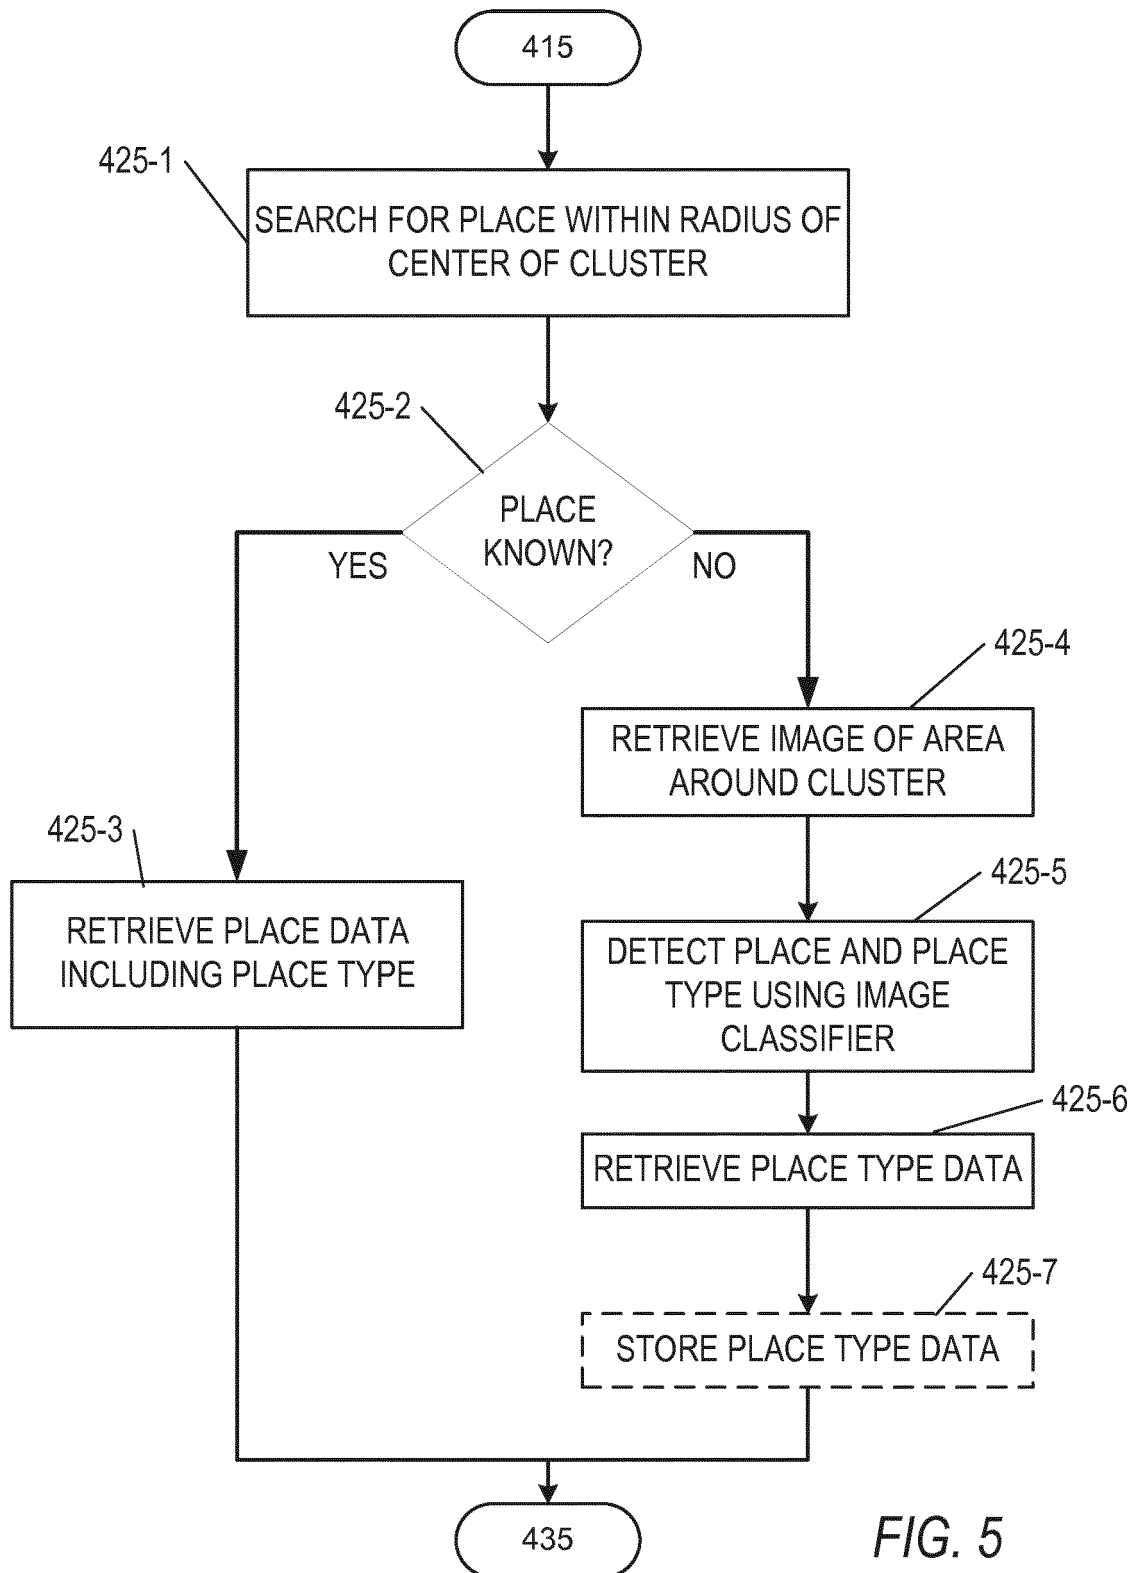 415
425-1
SEARCH FOR PLACE WITHIN RADIUS OF
CENTER OF CLUSTER
425-2
PLACE
KNOWN?
YES
NO
425-4
RETRIEVE IMAGE OF AREA
AROUND CLUSTER
425-3
RETRIEVE PLACE DATA
INCLUDING PLACE TYPE
425-5
DETECT PLACE AND PLACE
TYPE USING IMAGE
CLASSIFIER
425-6
RETRIEVE PLACE TYPE DATA
425-7
STORE PLACE TYPE DATA
435
FIG. 5